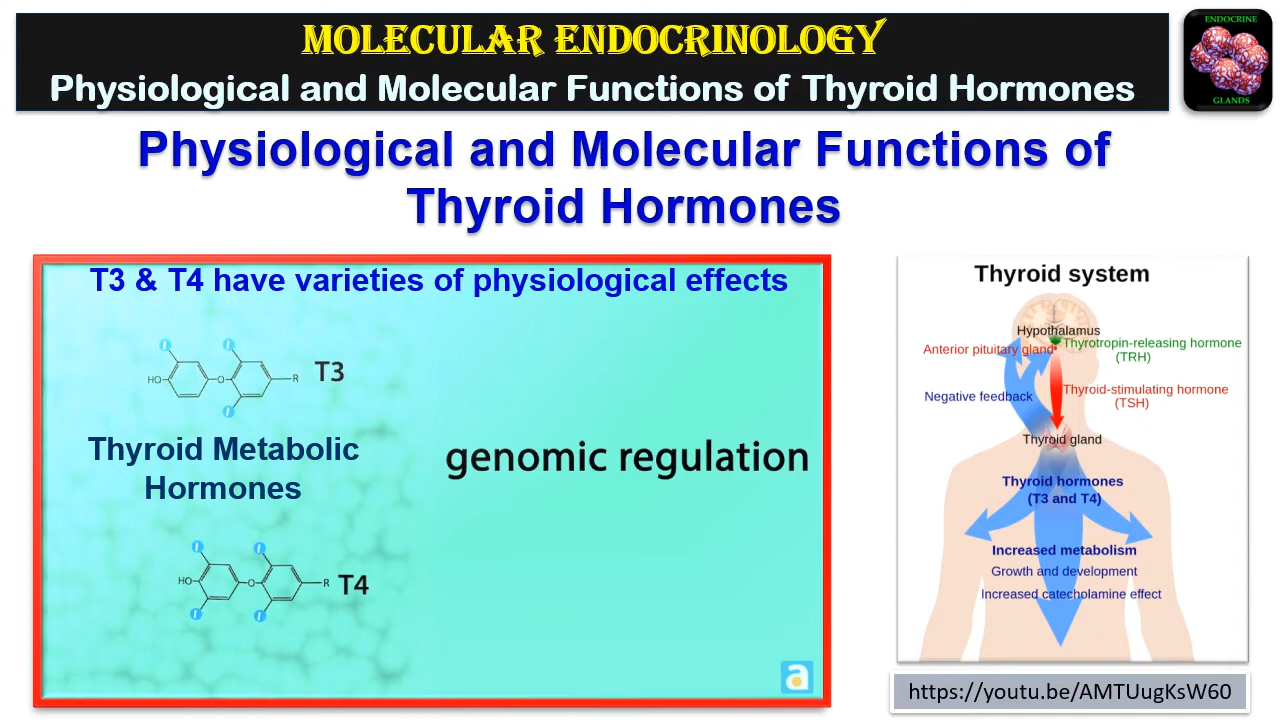 MOLECULAR ENDOCRINOLOGY
Physiological and Molecular Functions of Thyroid Hormones
ENDOCRINE
GLANDS
Physiological and Molecular Functions of
Thyroid Hormones
T3 & T4 have varieties of physiological effects
I
I
HO
O
R
T3
I
Thyroid Metabolic
Hormones
genomic regulation
I
I
HO
O
R
T4
I
I
a
Thyroid system
Hypothalamus
Anterior pituitary gland
Thyrotropin-releasing hormone
(TRH)
Negative feedback
Thyroid-stimulating hormone
(TSH)
Thyroid gland
Thyroid hormones
(T3 and T4)
Increased metabolism
Growth and development
Increased catecholamine effect
https://youtu.be/AMTUugKsW60